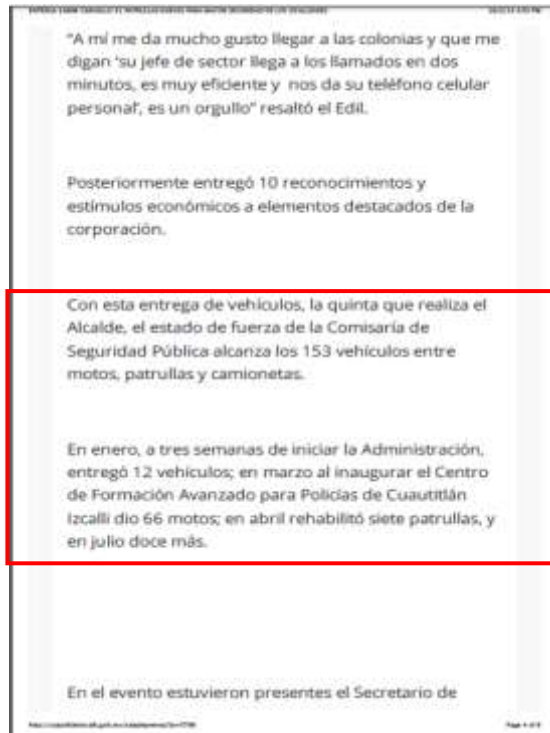 "A mí me da mucho gusto llegar a las colonias y que me
digan 'su jefe de sector llega a los llamados en dos
minutos, es muy eficiente y nos da su teléfono celular
personal', es un orgullo" resaltó el Edil.
Posteriormente entregó 10 reconocimientos y
estímulos económicos a elementos destacados de la
corporación.
Con esta entrega de vehículos, la quinta que realiza el
Alcalde, el estado de fuerza de la Comisaría de
Seguridad Pública alcanza los 153 vehículos entre
motos, patrullas y camionetas.
En enero, a tres semanas de iniciar la Administración,
entregó 12 vehículos; en marzo al inaugurar el Centro
de Formación Avanzado para Policías de Cuautitlán
Izcalli dio 66 motos; en abril rehabilitó siete patrullas, y
en julio doce más.
En el evento estuvieron presentes el Secretario de